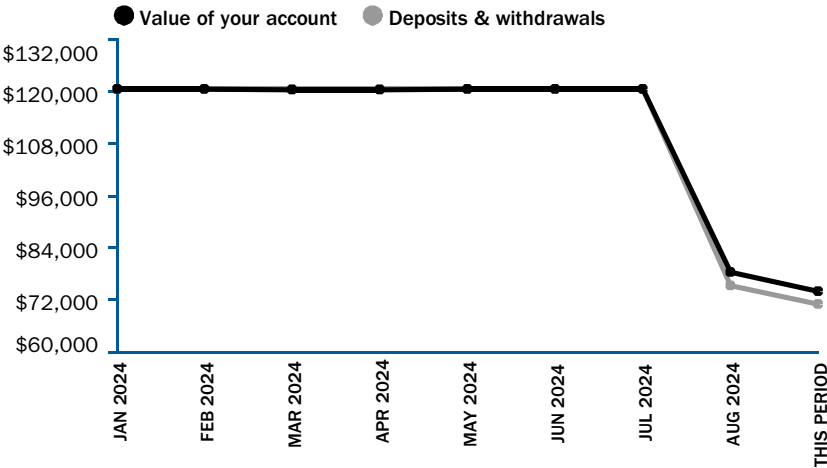 Value of your account Deposits & withdrawals
$132,000
$120,000
$108,000
$96,000
$84,000
$72,000
$60,000
JAN 2024
FEB 2024
MAR 2024
APR 2024
MAY 2024
JUN 2024
JUL 2024
AUG 2024
THIS PERIOD